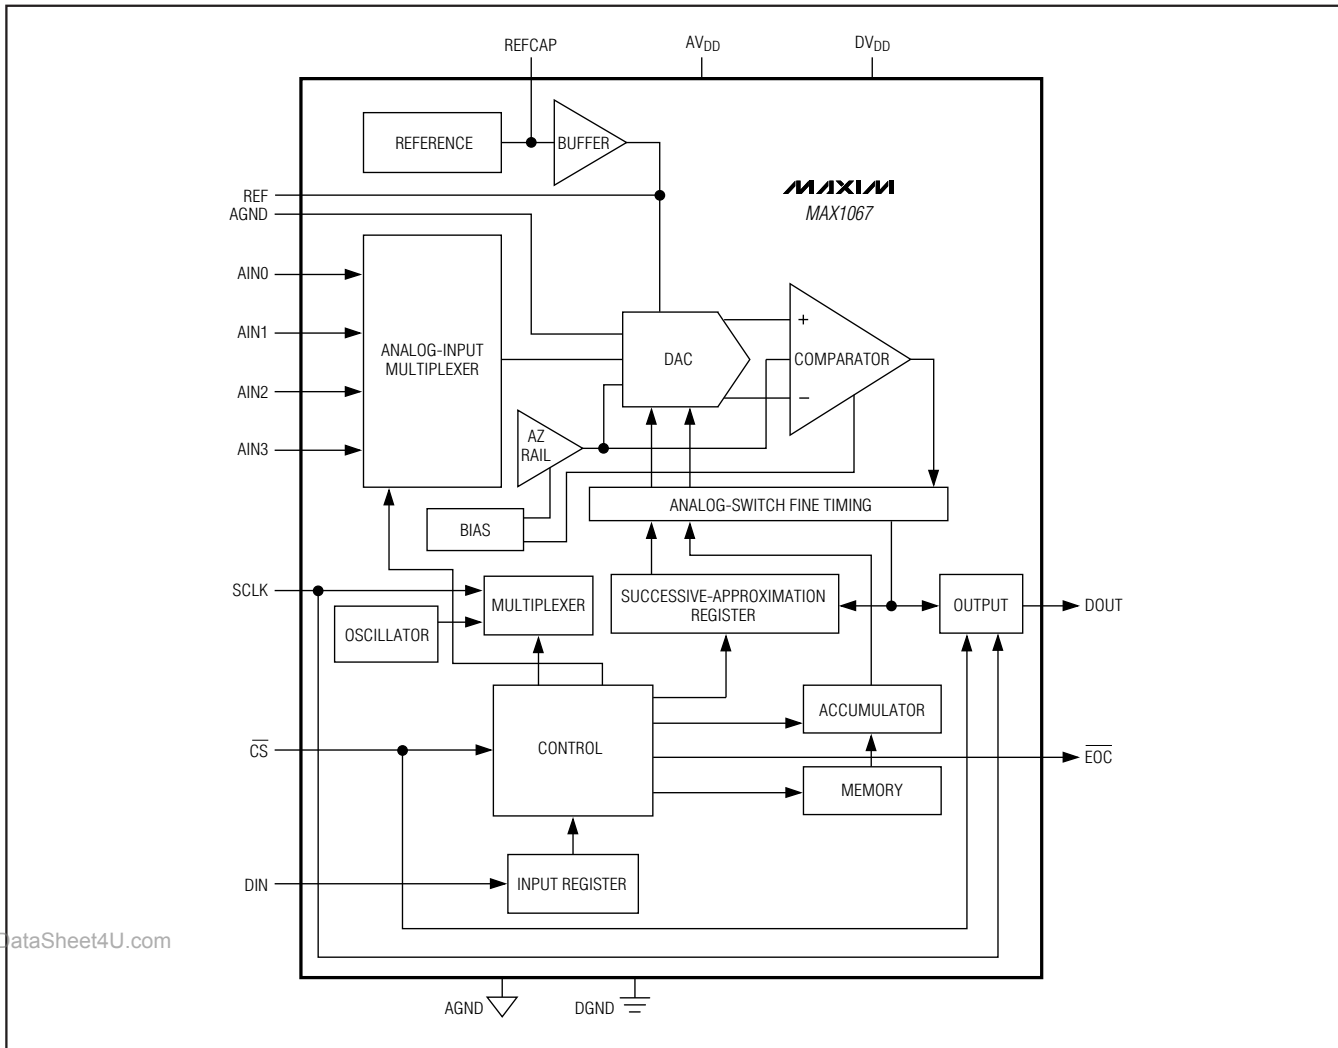 REFCAP
AVDD
DVDD
REFERENCE
BUFFER
MAXIM
MAX1067
REF
AGND
AIN0
AIN1
AIN2
AIN3
ANALOG-INPUT
MULTIPLEXER
DAC
+
COMPARATOR
−
AZ
RAIL
ANALOG-SWITCH FINE TIMING
BIAS
SCLK
MULTIPLEXER
SUCCESSIVE-APPROXIMATION
REGISTER
OUTPUT
DOUT
OSCILLATOR
ACCUMULATOR
CS
CONTROL
EOC
MEMORY
DIN
INPUT REGISTER
DataSheet4U.com
AGND
DGND